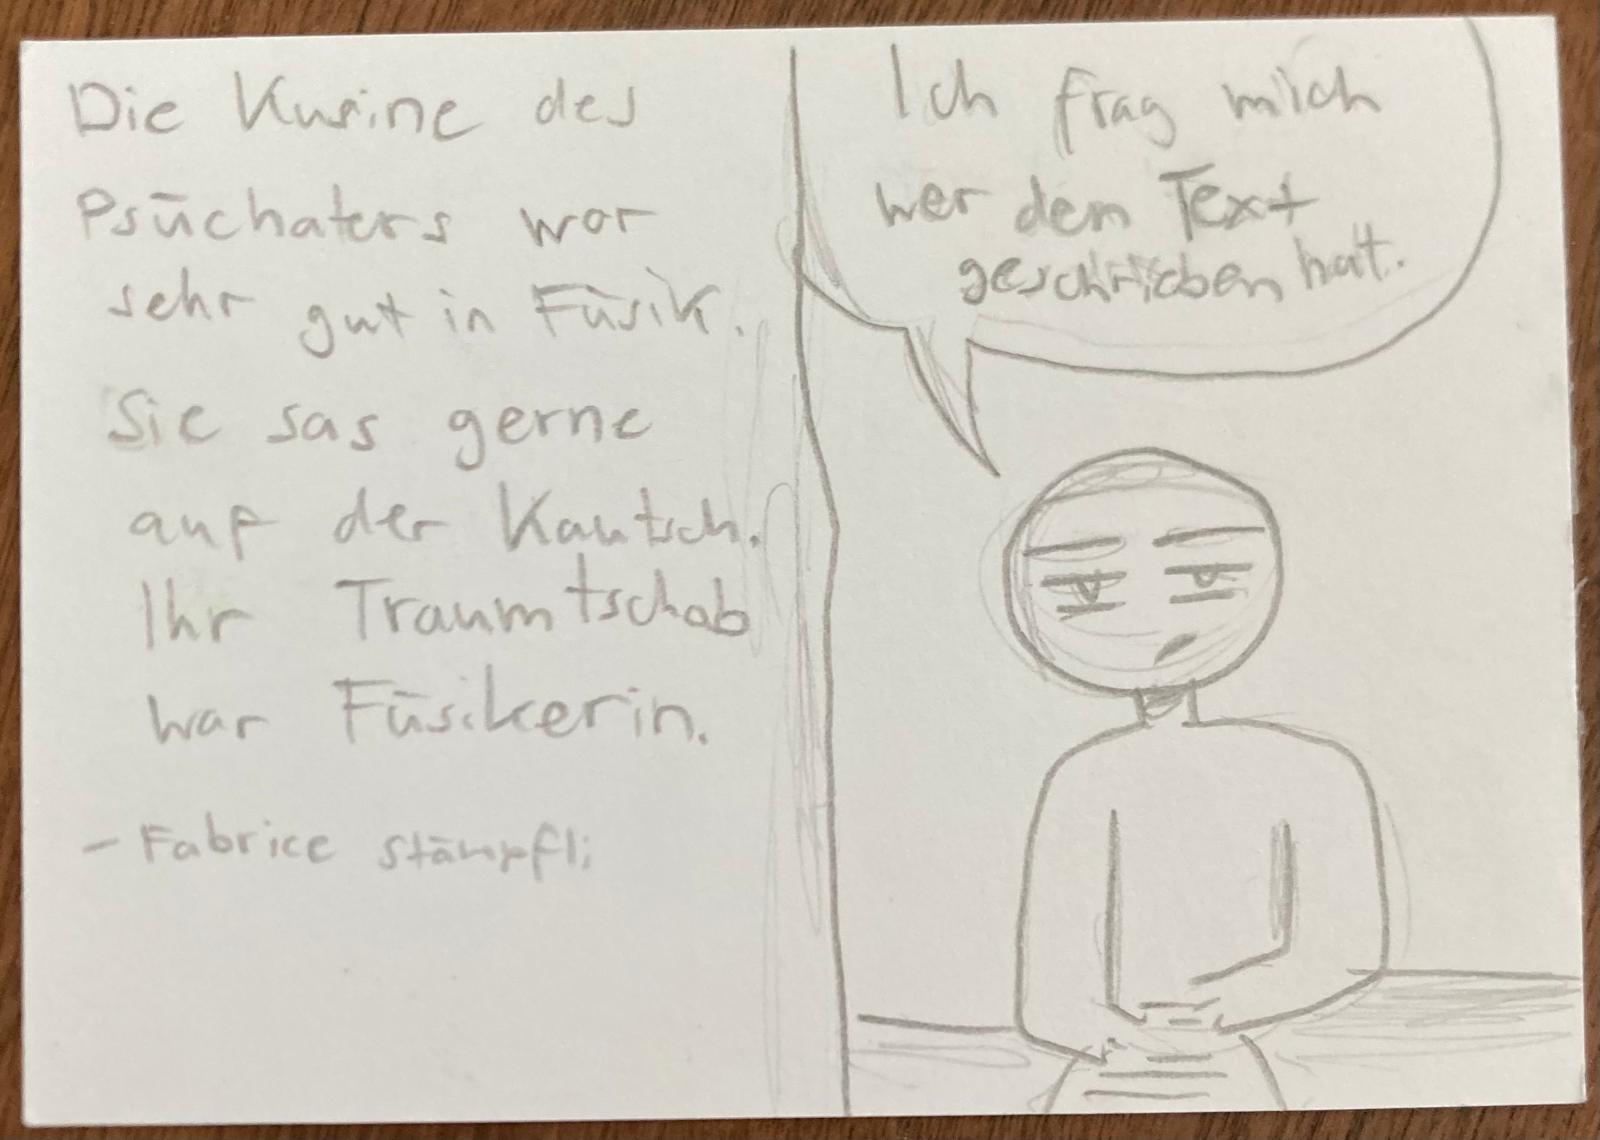 Die Kusine des
Psüchaters wor
sehr gut in Füsik.
Sie sas gerne
auf der Kautsch.
Ihr Traumtschob
war Füsikerin.
- Fabrice stämpfli
Ich frag mich
wer dem Text
geschrieben hat.